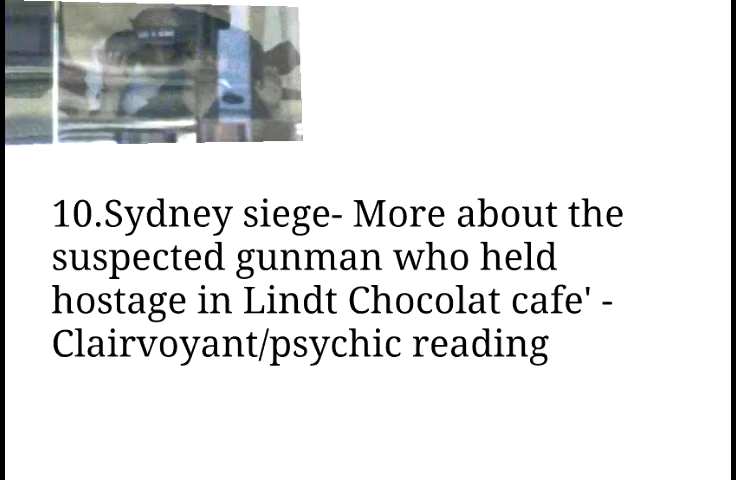 10.Sydney siege- More about the
suspected gunman who held
hostage in Lindt Chocolat cafe' -
Clairvoyant/psychic reading